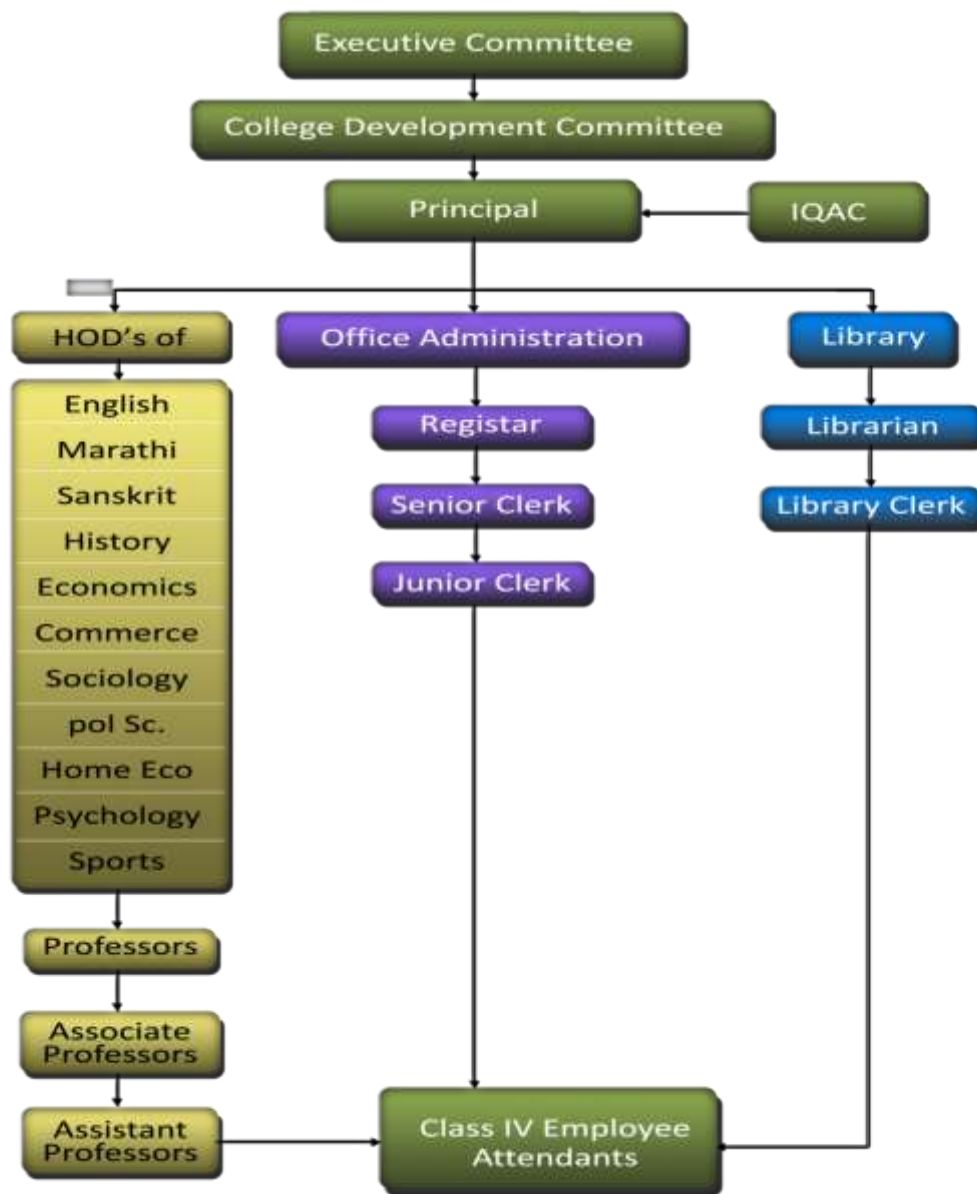 Executive Committee
College Development Committee
Principal
IQAC
HOD's of
Office Administration
Library
English
Marathi
Sanskrit
History
Economics
Commerce
Sociology
pol Sc.
Home Eco
Psychology
Sports
Registar
Senior Clerk
Junior Clerk
Librarian
Library Clerk
Professors
Associate
Professors
Assistant
Professors
Class IV Employee
Attendants